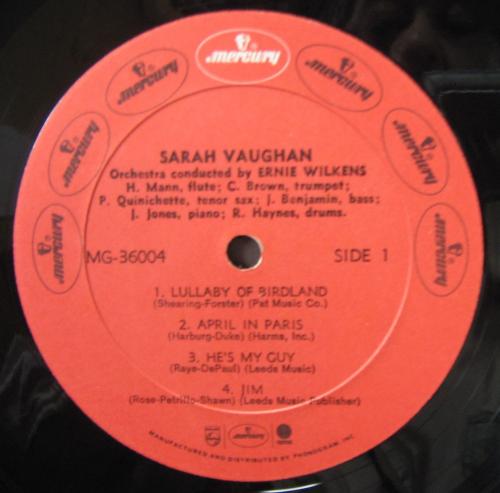 mercury
mercury
mercury
mercury
mercury
mercury
mercury
SARAH VAUGHAN
Orchestra conducted by ERNIE WILKENS
H. Mann, flute; C. Brown, trumpet;
P. Quinichette, tenor sax; J. Benjamin, bass;
J. Jones, piano; R. Haynes, drums.
MG-36004 SIDE 1
1. LULLABY OF BIRDLAND
(Shearing-Forster) (Pat Music Co.)
2. APRIL IN PARIS
(Harburg-Duke) (Harms, Inc.)
3. HE'S MY GUY
(Raye-DePaul) (Leeds Music)
4. JIM
(Rose-Petrillo-Shawn) (Leeds Music Publisher)
mercury
MANUFACTURED AND DISTRIBUTED BY PHONOGRAM, INC.